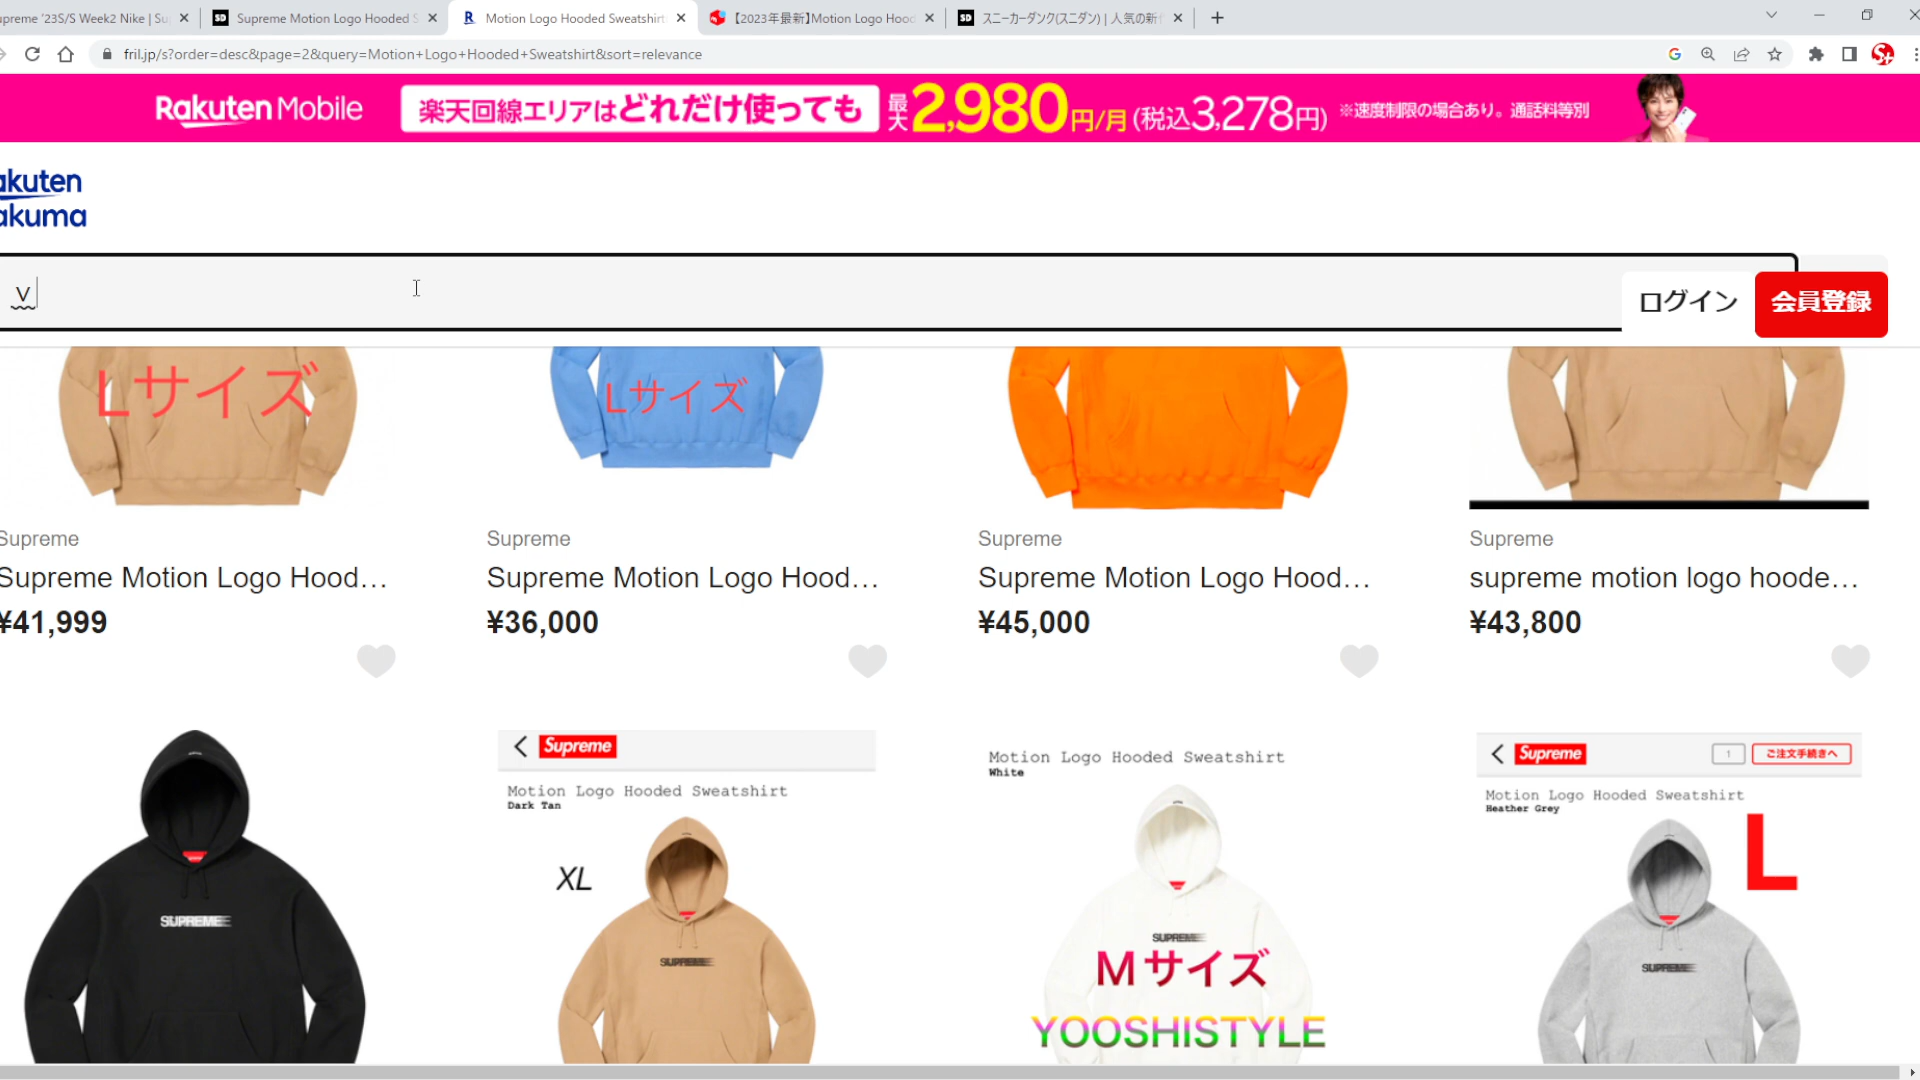 preme '23S/S Week2 Nike | Su
Supreme Motion Logo Hooded S
Motion Logo Hooded Sweatshirt
【2023年最新】Motion Logo Hood
スニーカーダンク(スニダン) | 人気の新作
fril.jp/s?order=desc&page=2&query=Motion+Logo+Hooded+Sweatshirt&sort=relevance
Rakuten Mobile
楽天回線エリアはどれだけ使っても
最大2,980円/月(税込3,278円)
※速度制限の場合あり。通話料等別
akuten
akuma
v
ログイン
会員登録
Lサイズ
Lサイズ
Supreme
Supreme
Supreme
Supreme
Supreme Motion Logo Hood...
Supreme Motion Logo Hood...
Supreme Motion Logo Hood...
supreme motion logo hoode...
¥41,999
¥36,000
¥45,000
¥43,800
SUPREME
Supreme
Motion Logo Hooded Sweatshirt
Dark Tan
XL
SUPREME
Motion Logo Hooded Sweatshirt
White
SUPREME
Mサイズ
YOOSHISTYLE
Supreme
1
ご注文手続きへ
Motion Logo Hooded Sweatshirt
Heather Grey
L
SUPREME